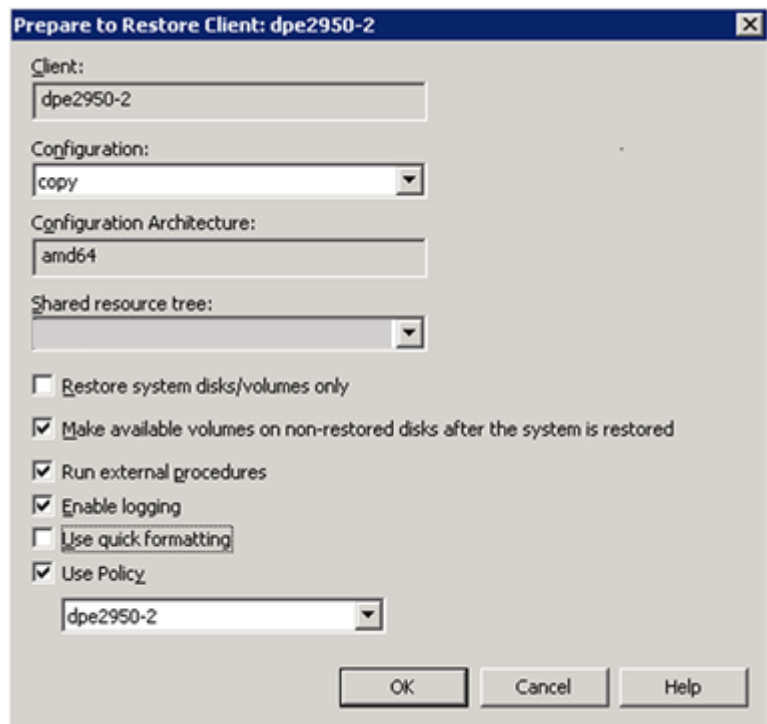 Prepare to Restore Client: dpe2950-2
Client:
dpe2950-2
Configuration:
copy
Configuration Architecture:
amd64
Shared resource tree:
Restore system disks/volumes only
Make available volumes on non-restored disks after the system is restored
Run external procedures
Enable logging
Use quick formatting
Use Policy
dpe2950-2
OK Cancel Help